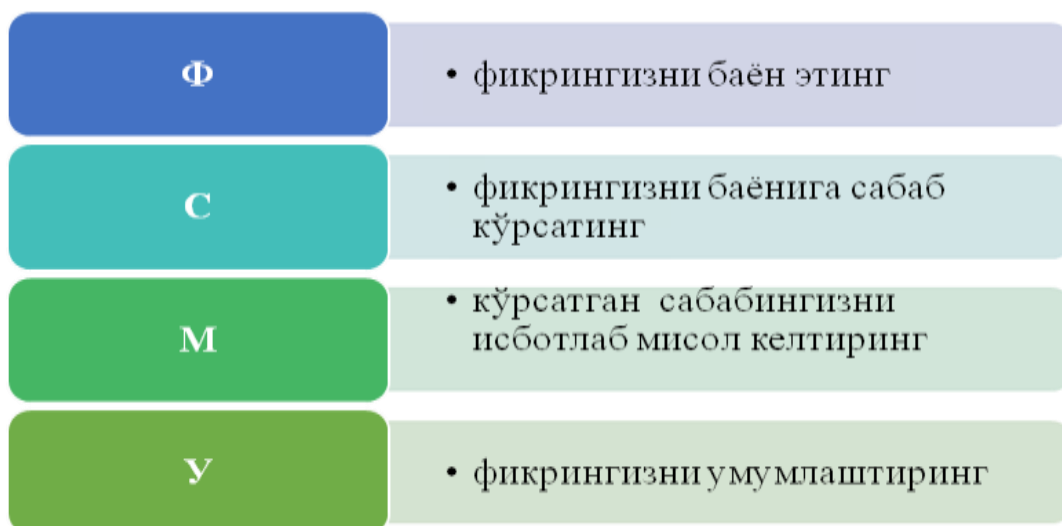 Ф
• фикрингизни баён этинг
С
• фикрингизни баёнига сабаб
кўрсатинг
М
• кўрсатган сабабингизни
исботлаб мисол келтиринг
У
• фикрингизни умумлаштиринг